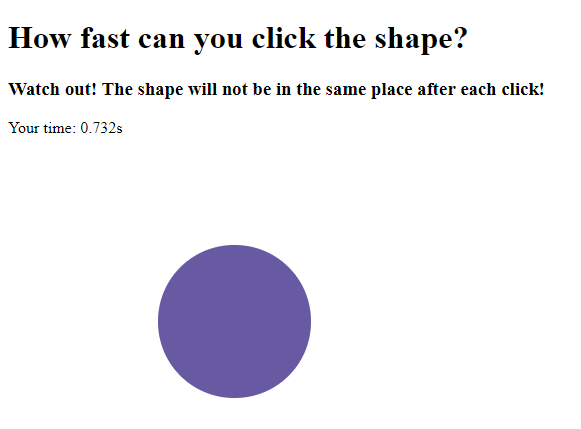 How fast can you click the shape?
Watch out! The shape will not be in the same place after each click!
Your time: 0.732s